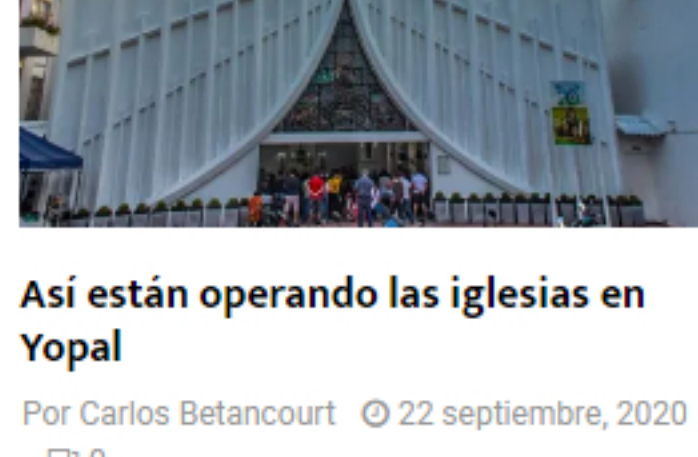 Así están operando las iglesias en
Yopal
Por Carlos Betancourt 22 septiembre, 2020